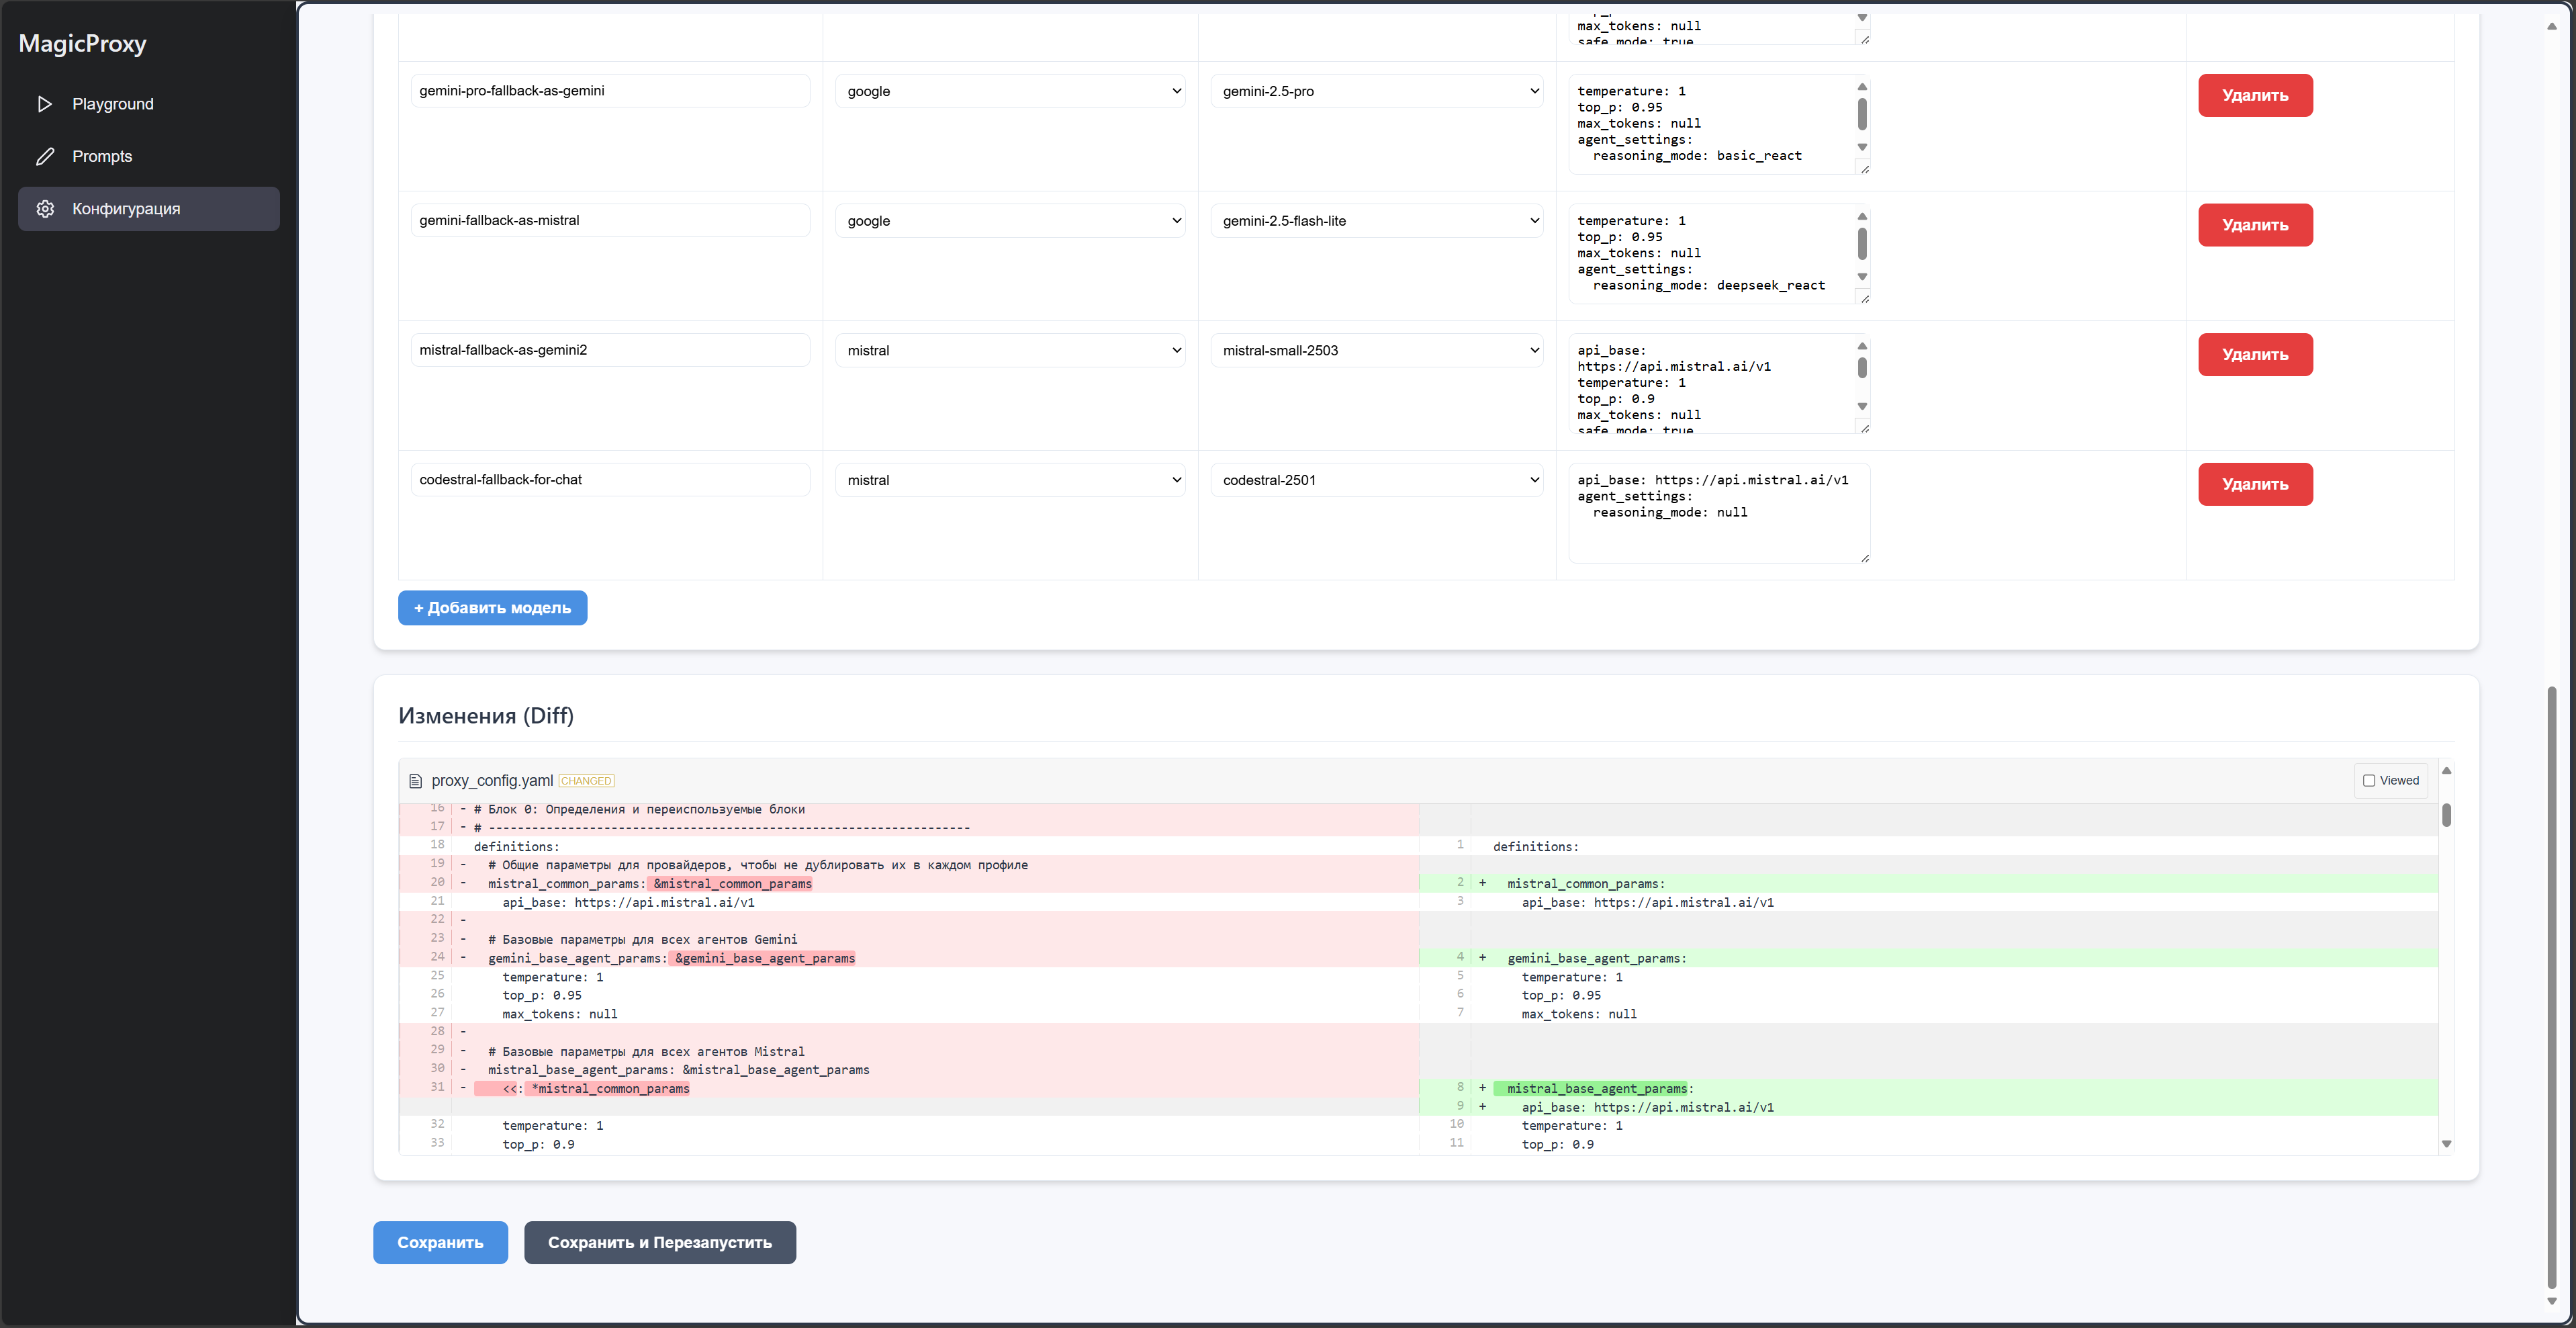 MagicProxy
Playground
Prompts
Конфигурация
max_tokens: null
safe_mode: true
gemini-pro-fallback-as-gemini
google
gemini-2.5-pro
temperature: 1
top_p: 0.95
max_tokens: null
agent_settings:
  reasoning_mode: basic_react
Удалить
gemini-fallback-as-mistral
google
gemini-2.5-flash-lite
temperature: 1
top_p: 0.95
max_tokens: null
agent_settings:
  reasoning_mode: deepseek_react
Удалить
mistral-fallback-as-gemini2
mistral
mistral-small-2503
api_base:
https://api.mistral.ai/v1
temperature: 1
top_p: 0.9
max_tokens: null
safe_mode: true
Удалить
codestral-fallback-for-chat
mistral
codestral-2501
api_base: https://api.mistral.ai/v1
agent_settings:
  reasoning_mode: null
Удалить
+ Добавить модель
Изменения (Diff)
proxy_config.yaml CHANGED
Viewed
16 - # Блок 0: Определения и переиспользуемые блоки
17 - # -------------------------------------------------------------------
18 definitions:
1 definitions:
19 - # Общие параметры для провайдеров, чтобы не дублировать их в каждом профиле
20 - mistral_common_params: &mistral_common_params
2 + mistral_common_params:
21 api_base: https://api.mistral.ai/v1
3 api_base: https://api.mistral.ai/v1
22 -
23 - # Базовые параметры для всех агентов Gemini
24 - gemini_base_agent_params: &gemini_base_agent_params
4 + gemini_base_agent_params:
25 temperature: 1
5 temperature: 1
26 top_p: 0.95
6 top_p: 0.95
27 max_tokens: null
7 max_tokens: null
28 -
29 - # Базовые параметры для всех агентов Mistral
30 - mistral_base_agent_params: &mistral_base_agent_params
31 - <<: *mistral_common_params
8 + mistral_base_agent_params:
9 + api_base: https://api.mistral.ai/v1
32 temperature: 1
10 temperature: 1
33 top_p: 0.9
11 top_p: 0.9
Сохранить
Сохранить и Перезапустить